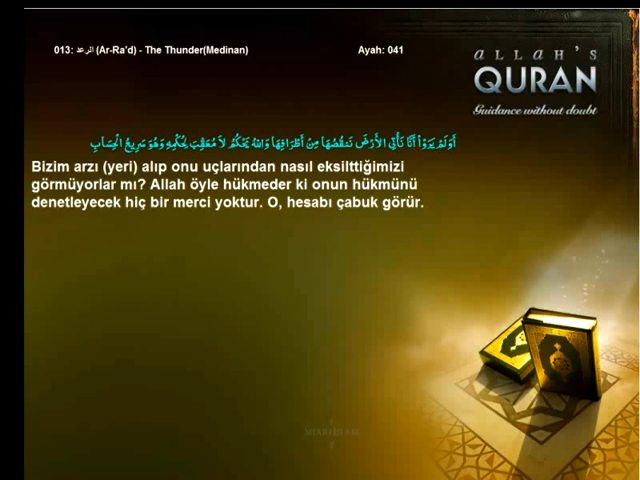 013: الرعد (Ar-Ra'd) - The Thunder(Medinan) Ayah: 041
ALLAH'S
QURAN
Guidance without doubt
أَوَلَمْ يَرَوْا أَنَّا نَأْتِي الأَرْضَ نَنقُصُهَا مِنْ أَطْرَافِهَا وَاللّهُ يَحْكُمُ لاَ مُعَقِّبَ لِحُكْمِهِ وَهُوَ سَرِيعُ الْحِسَابِ
Bizim arzı (yeri) alıp onu uçlarından nasıl eksilttiğimizi
görmüyorlar mı? Allah öyle hükmeder ki onun hükmünü
denetleyecek hiç bir merci yoktur. O, hesabı çabuk görür.